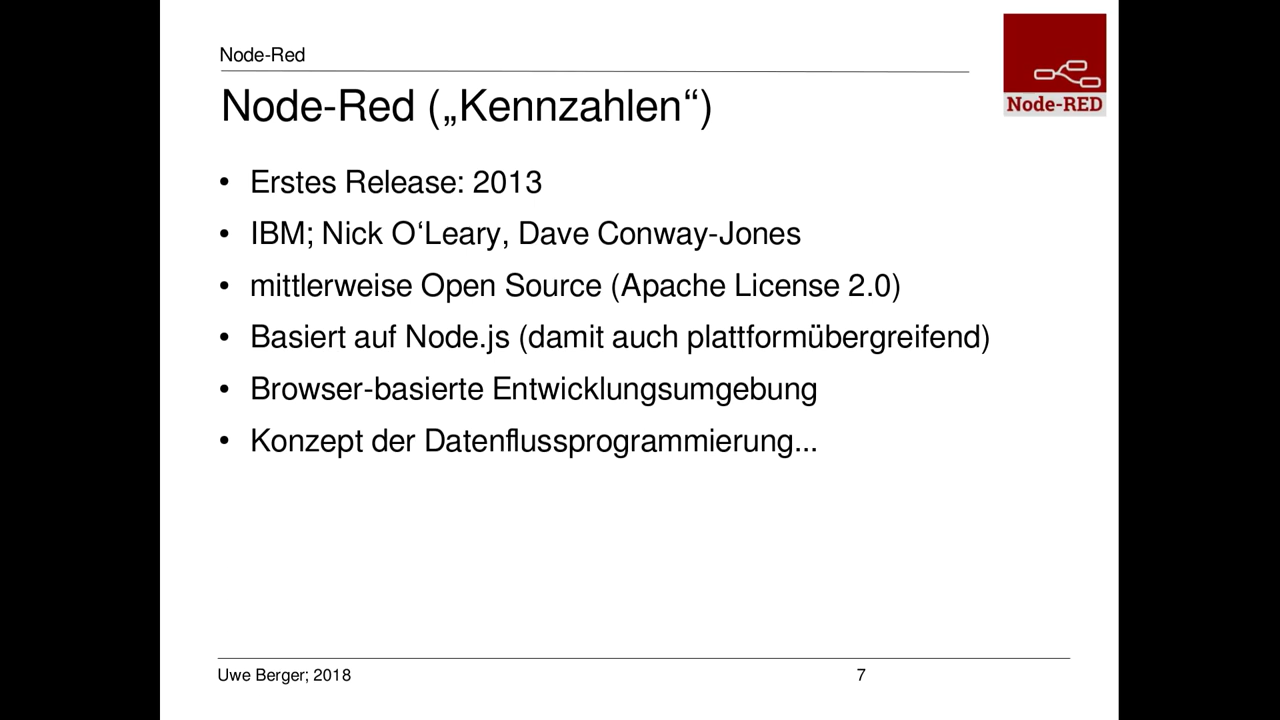 Node-Red
Node-RED
Node-Red („Kennzahlen“)
• Erstes Release: 2013
• IBM; Nick O‘Leary, Dave Conway-Jones
• mittlerweise Open Source (Apache License 2.0)
• Basiert auf Node.js (damit auch plattformübergreifend)
• Browser-basierte Entwicklungsumgebung
• Konzept der Datenflussprogrammierung...
Uwe Berger; 2018
7